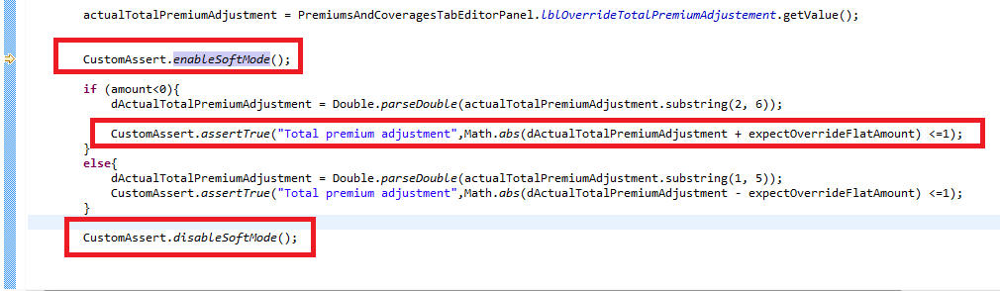 actualTotalPremiumAdjustment = PremiumsAndCoveragesTabEditorPanel.lblOverrideTotalPremiumAdjustement.getValue();
CustomAssert.enableSoftMode();
if (amount<0){
dActualTotalPremiumAdjustment = Double.parseDouble(actualTotalPremiumAdjustment.substring(2, 6));
CustomAssert.assertTrue("Total premium adjustment",Math.abs(dActualTotalPremiumAdjustment + expectOverrideFlatAmount) <=1);
}
else{
dActualTotalPremiumAdjustment = Double.parseDouble(actualTotalPremiumAdjustment.substring(1, 5));
CustomAssert.assertTrue("Total premium adjustment",Math.abs(dActualTotalPremiumAdjustment - expectOverrideFlatAmount) <=1);
}
CustomAssert.disableSoftMode();